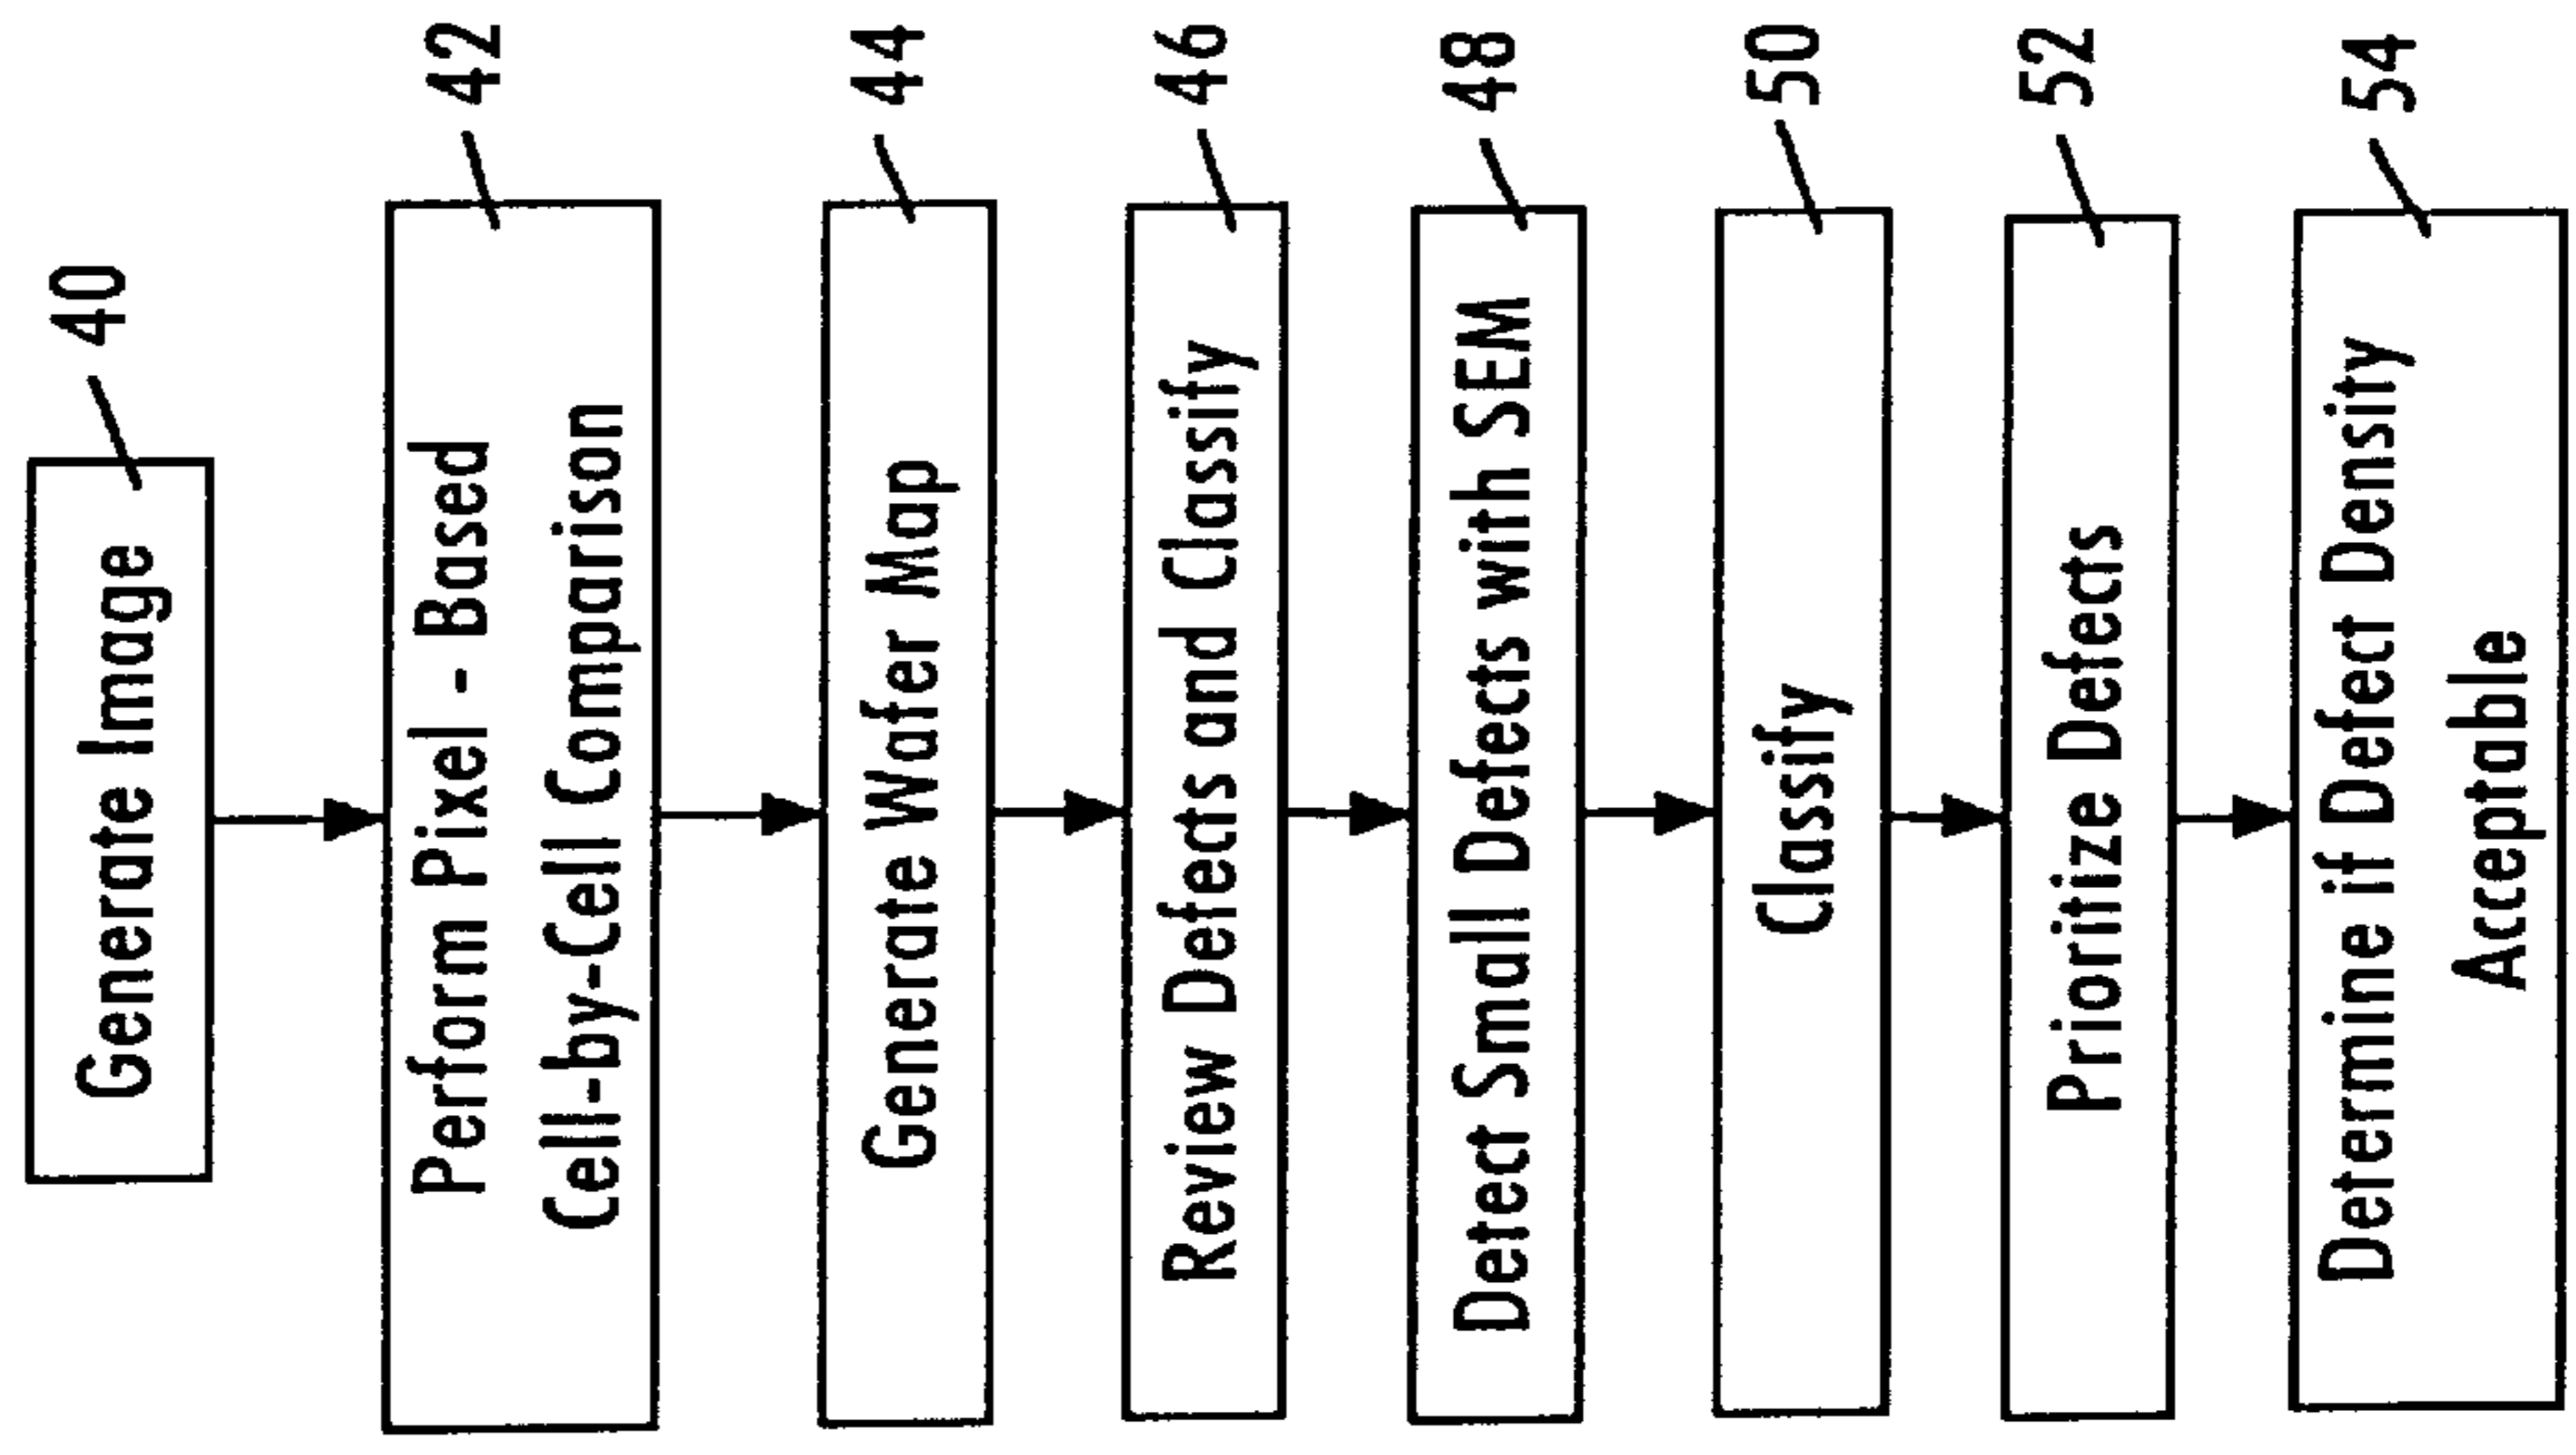 40
Generate Image
42
Perform Pixel - Based
Cell-by-Cell Comparison
44
Generate Wafer Map
46
Review Defects and Classify
48
Detect Small Defects with SEM
50
Classify
52
Prioritize Defects
54
Determine if Defect Density
Acceptable